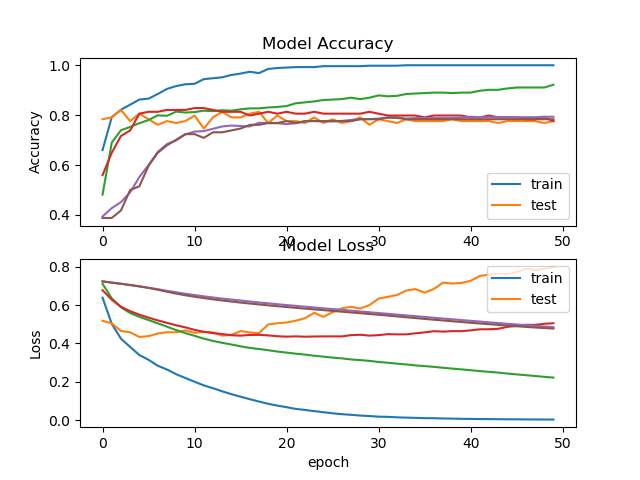 Model Accuracy
Accuracy
1.0
0.8
0.6
0.4
train
test
0 10 20 30 40 50
Model Loss
Loss
0.8
0.6
0.4
0.2
0.0
train
test
0 10 20 30 40 50
epoch